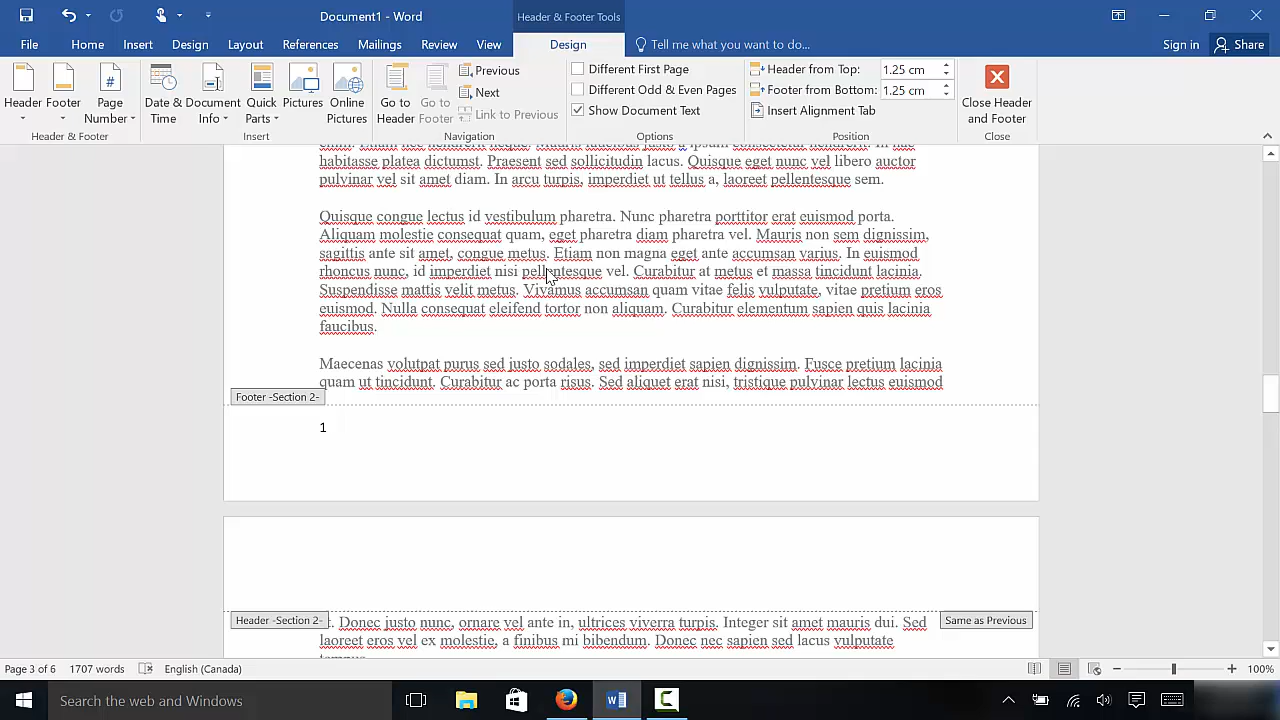 Document1 - Word
Header & Footer Tools
File
Home
Insert
Design
Layout
References
Mailings
Review
View
Design
Tell me what you want to do...
Sign in
Share
Header
Footer
Page Number
Header & Footer
Date & Time
Document Info
Quick Parts
Pictures
Online Pictures
Insert
Go to Header
Go to Footer
Previous
Next
Link to Previous
Navigation
Different First Page
Different Odd & Even Pages
Show Document Text
Options
Header from Top: 1.25 cm
Footer from Bottom: 1.25 cm
Insert Alignment Tab
Position
Close Header and Footer
Close
habitasse platea dictumst. Praesent sed sollicitudin lacus. Quisque eget nunc vel libero auctor
pulvinar vel sit amet diam. In arcu turpis, imperdiet ut tellus a, laoreet pellentesque sem.
Quisque congue lectus id vestibulum pharetra. Nunc pharetra porttitor erat euismod porta.
Aliquam molestie consequat quam, eget pharetra diam pharetra vel. Mauris non sem dignissim,
sagittis ante sit amet, congue metus. Etiam non magna eget ante accumsan varius. In euismod
rhoncus nunc, id imperdiet nisi pellentesque vel. Curabitur at metus et massa tincidunt lacinia.
Suspendisse mattis velit metus. Vivamus accumsan quam vitae felis vulputate, vitae pretium eros
euismod. Nulla consequat eleifend tortor non aliquam. Curabitur elementum sapien quis lacinia
faucibus.
Maecenas volutpat purus sed justo sodales, sed imperdiet sapien dignissim. Fusce pretium lacinia
quam ut tincidunt. Curabitur ac porta risus. Sed aliquet erat nisi, tristique pulvinar lectus euismod
Footer -Section 2-
1
Header -Section 2-
Same as Previous
. Donec justo nunc, ornare vel ante in, ultrices viverra turpis. Integer sit amet mauris dui. Sed
laoreet eros vel ex molestie, a finibus mi bibendum. Donec nec sapien sed lacus vulputate
Page 3 of 6
1707 words
English (Canada)
100%
Search the web and Windows